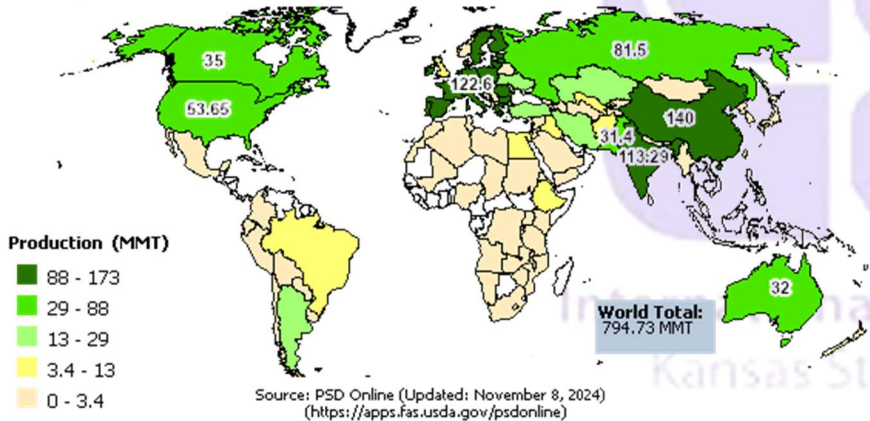 35
81.5
122.6
53.65
140
31.4
113.29
Production (MMT)
88 - 173
29 - 88
13 - 29
3.4 - 13
0 - 3.4
32
World Total:
794.73 MMT
Kansas St
Source: PSD Online (Updated: November 8, 2024)
(https://apps.fas.usda.gov/psdonline)